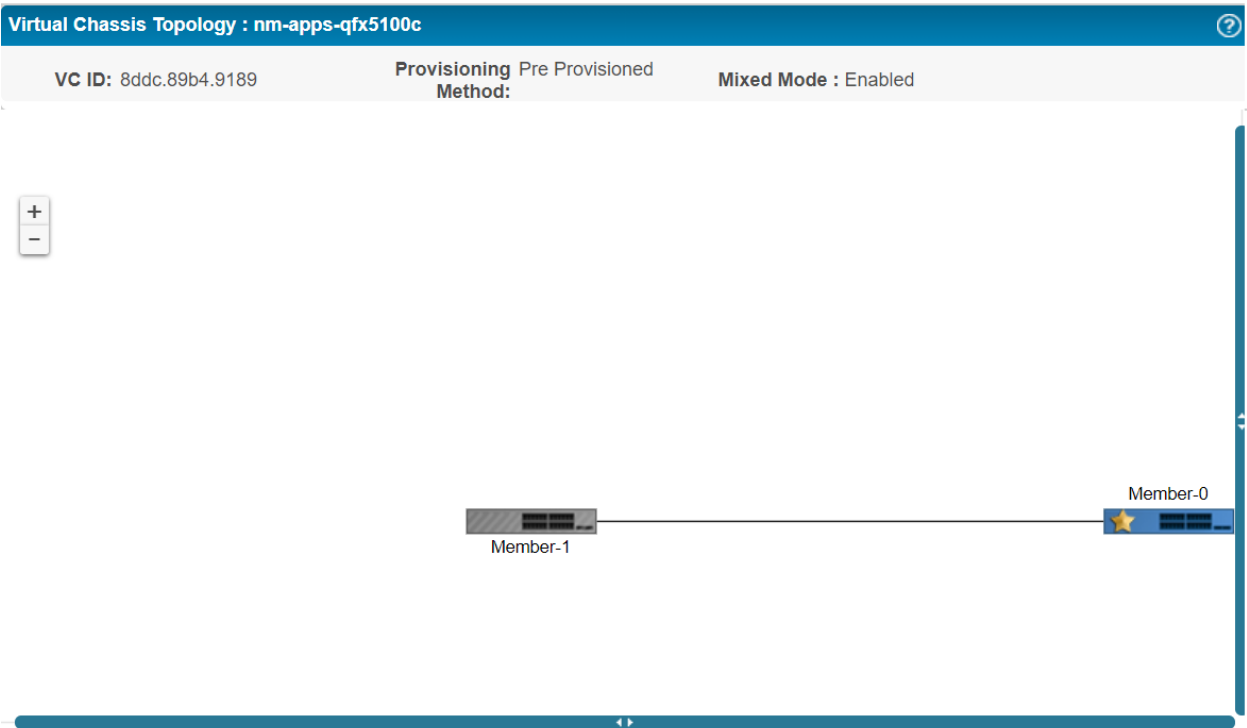 Virtual Chassis Topology : nm-apps-qfx5100c
VC ID: 8ddc.89b4.9189
Provisioning Method: Pre Provisioned
Mixed Mode : Enabled
+
−
Member-0
Member-1